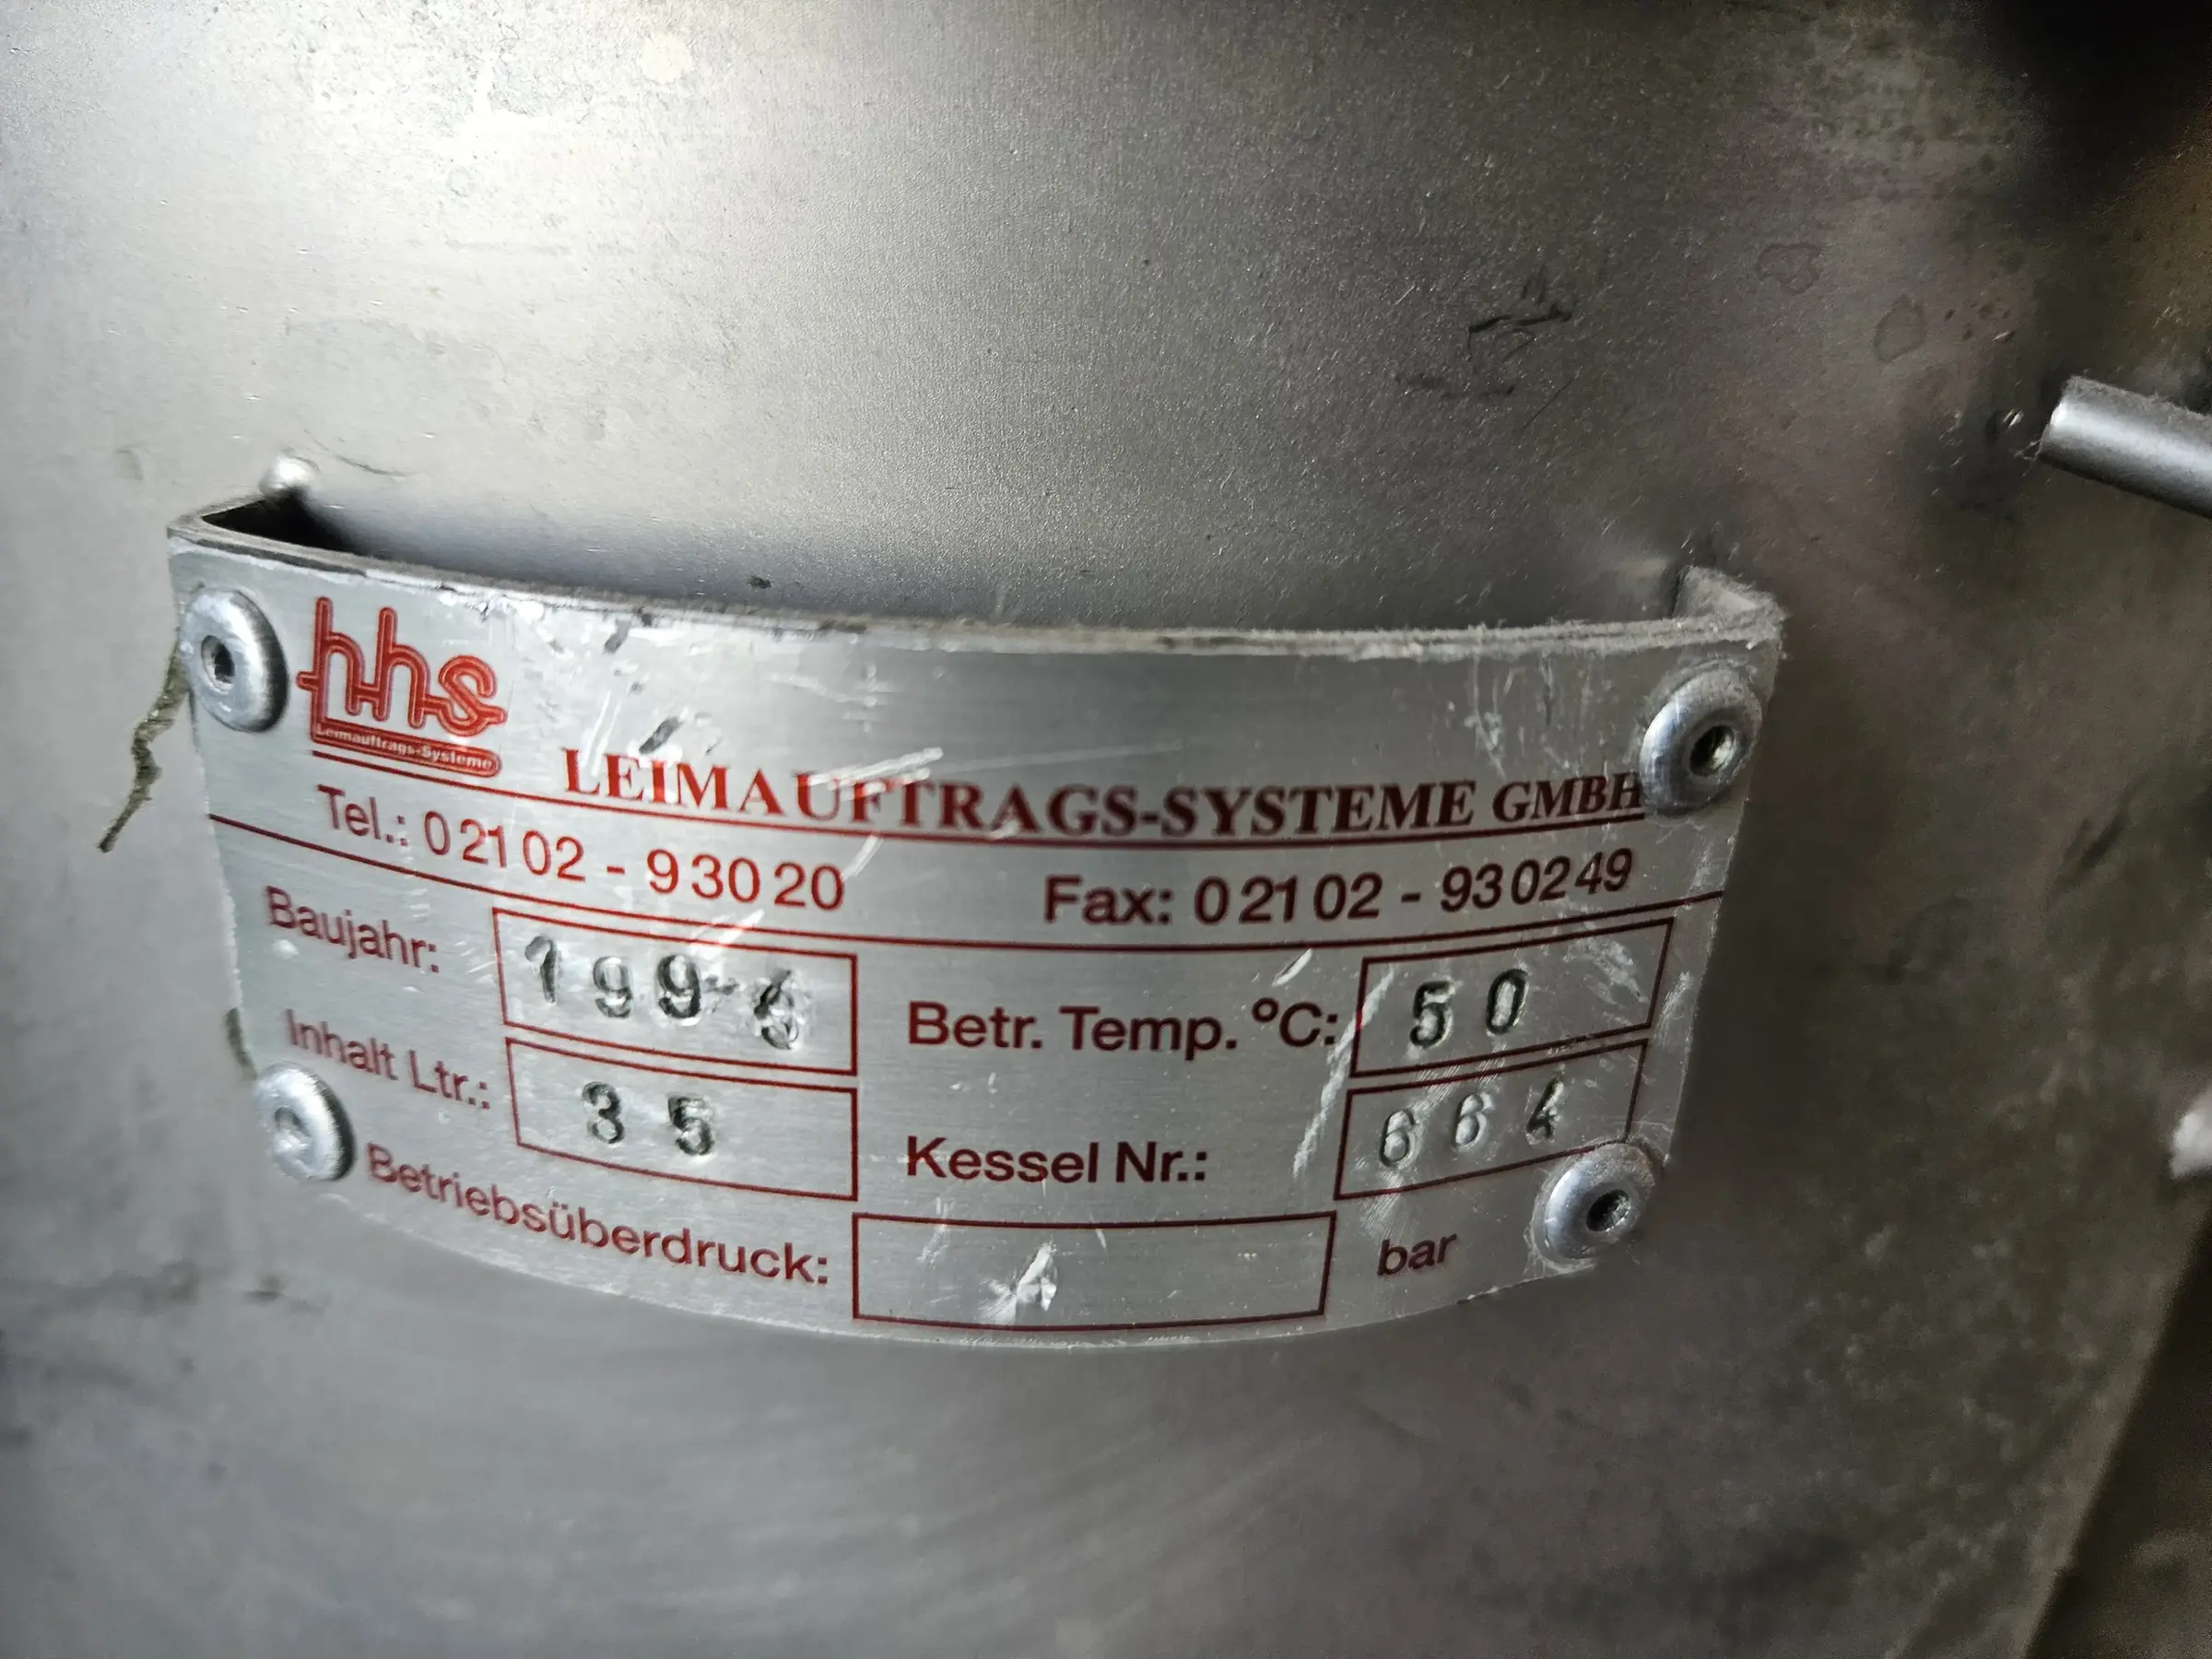 hhs
Leimauftrags-Systeme
LEIMAUFTRAGS-SYSTEME GMBH
Tel.: 02102 - 93020 Fax: 02102 - 930249
Baujahr: 1996 Betr. Temp. °C: 50
Inhalt Ltr.: 35 Kessel Nr.: 664
Betriebsüberdruck: bar